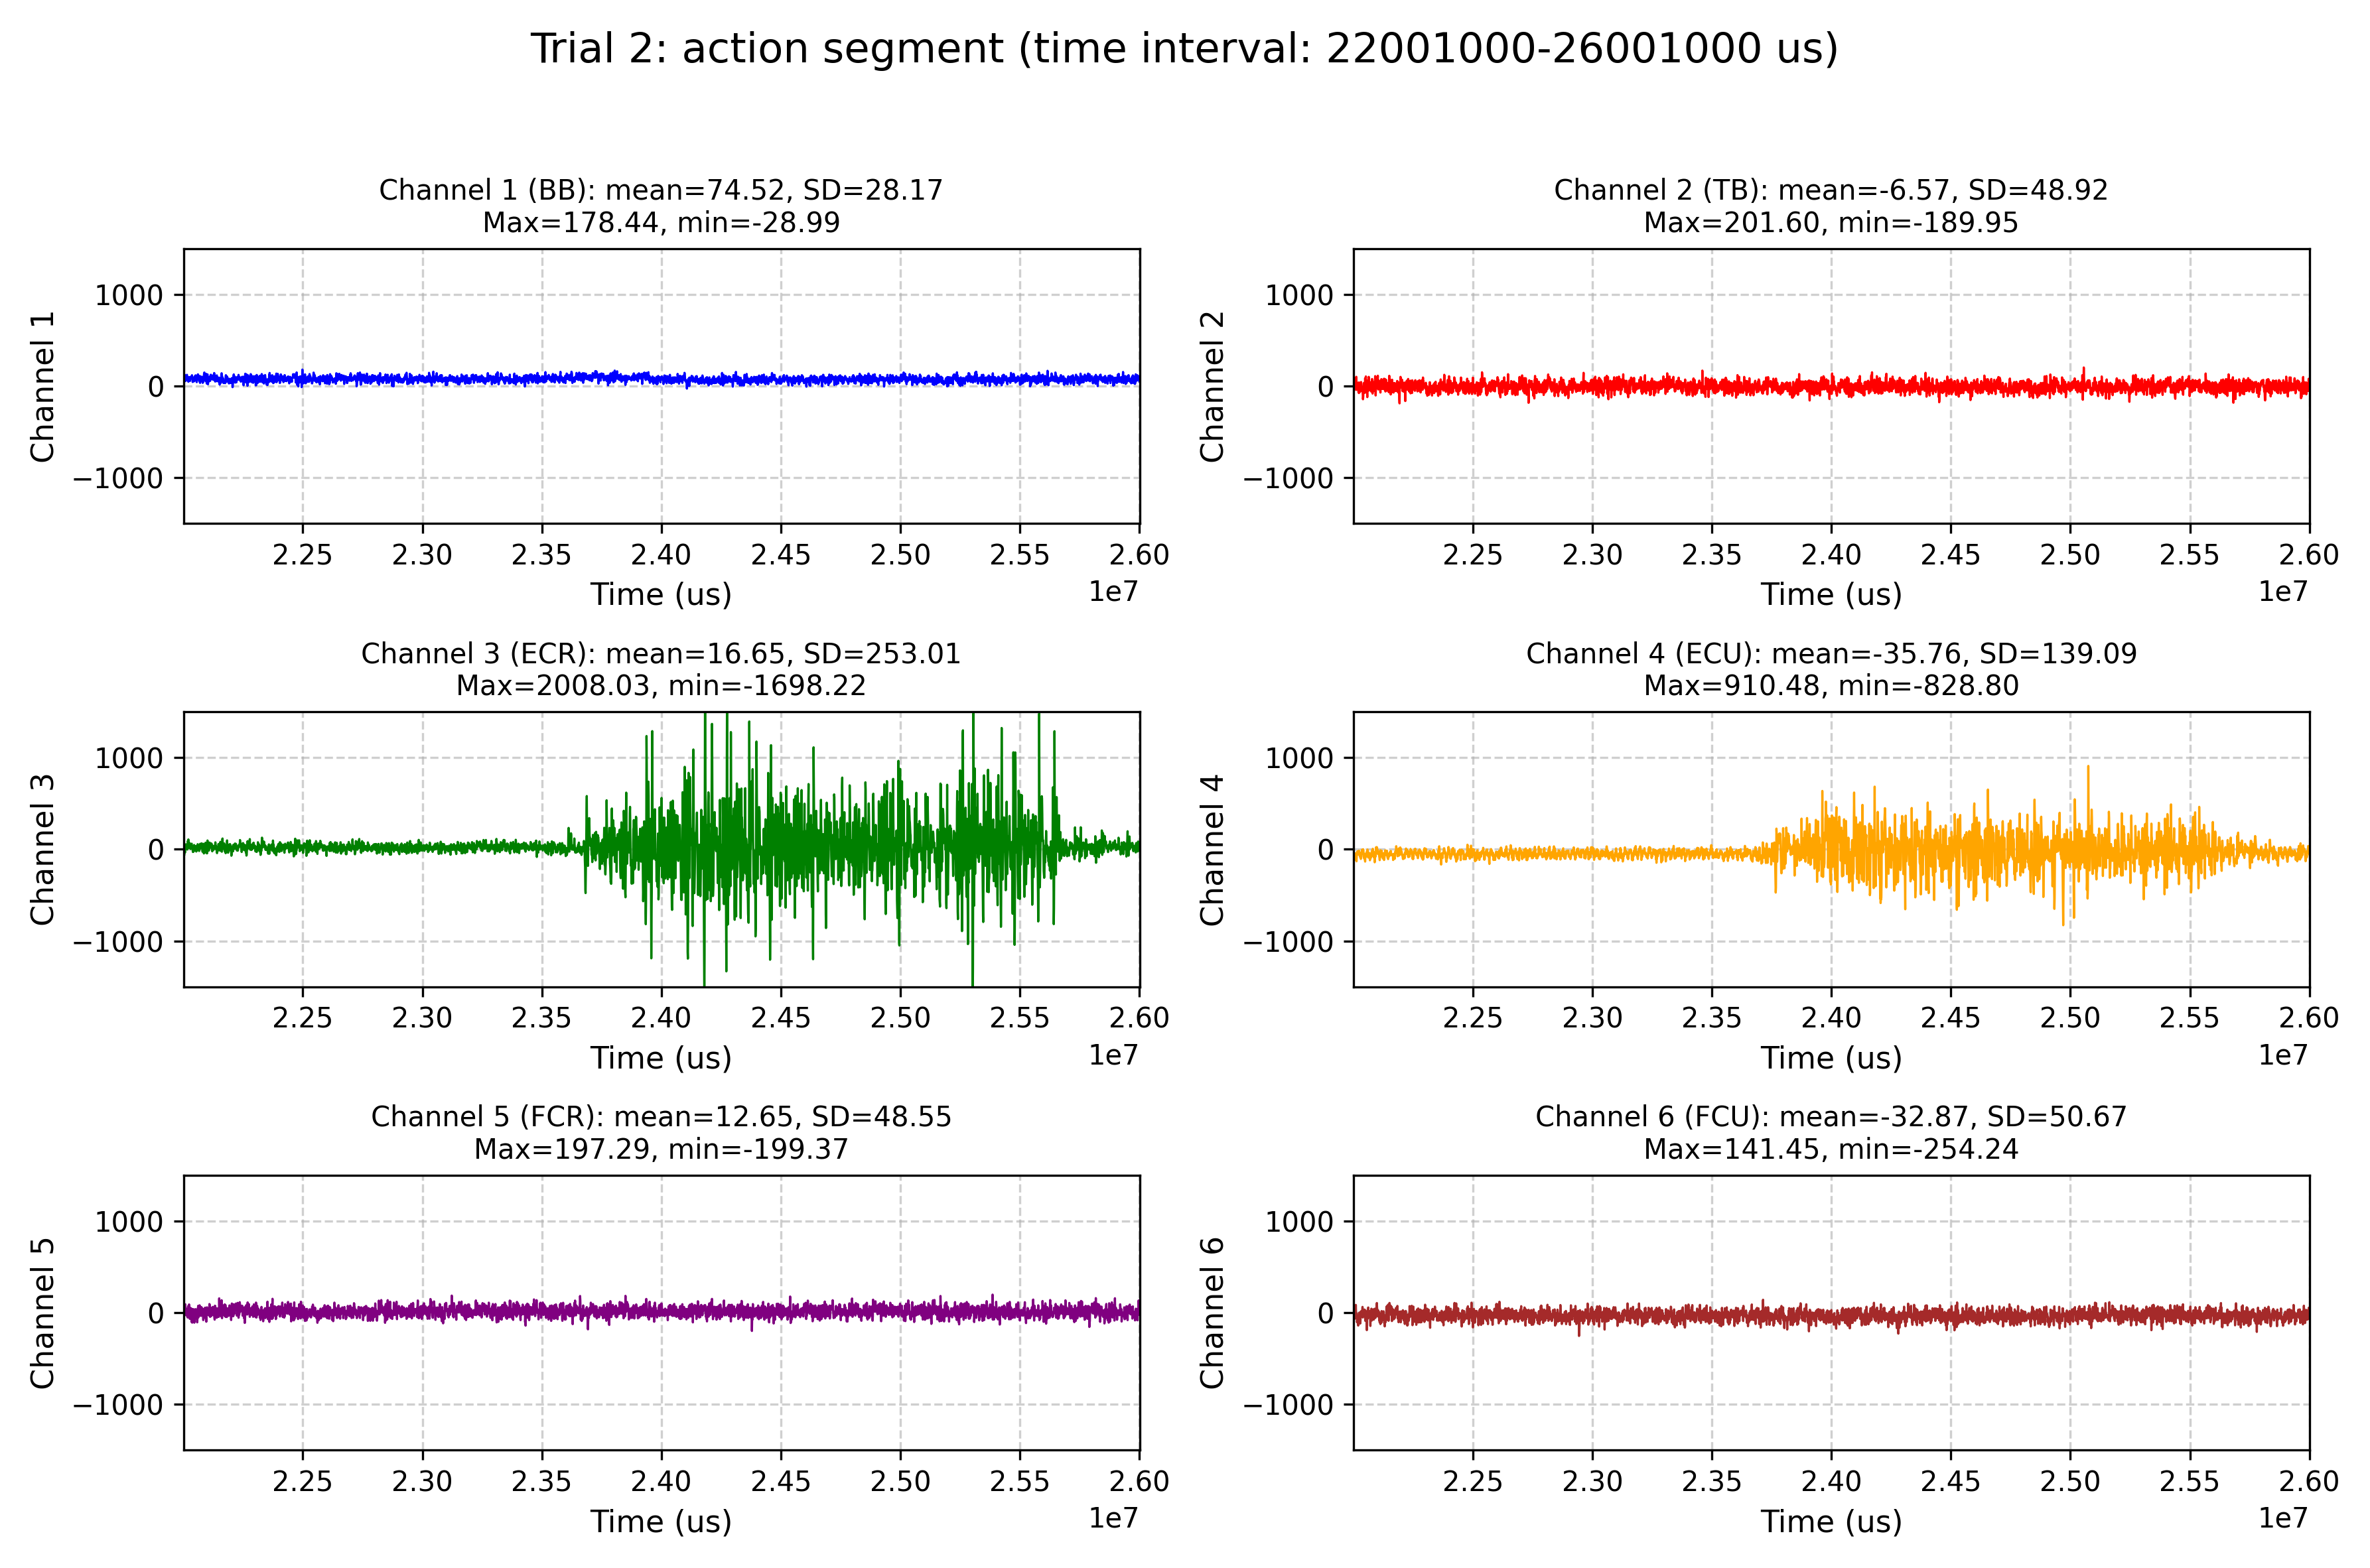 Trial 2: action segment (time interval: 22001000-26001000 us)
Channel 1 (BB): mean=74.52, SD=28.17
Max=178.44, min=-28.99
Channel 1
1000
0
−1000
2.25 2.30 2.35 2.40 2.45 2.50 2.55 2.60
Time (us)
1e7
Channel 2 (TB): mean=-6.57, SD=48.92
Max=201.60, min=-189.95
Channel 2
1000
0
−1000
2.25 2.30 2.35 2.40 2.45 2.50 2.55 2.60
Time (us)
1e7
Channel 3 (ECR): mean=16.65, SD=253.01
Max=2008.03, min=-1698.22
Channel 3
1000
0
−1000
2.25 2.30 2.35 2.40 2.45 2.50 2.55 2.60
Time (us)
1e7
Channel 4 (ECU): mean=-35.76, SD=139.09
Max=910.48, min=-828.80
Channel 4
1000
0
−1000
2.25 2.30 2.35 2.40 2.45 2.50 2.55 2.60
Time (us)
1e7
Channel 5 (FCR): mean=12.65, SD=48.55
Max=197.29, min=-199.37
Channel 5
1000
0
−1000
2.25 2.30 2.35 2.40 2.45 2.50 2.55 2.60
Time (us)
1e7
Channel 6 (FCU): mean=-32.87, SD=50.67
Max=141.45, min=-254.24
Channel 6
1000
0
−1000
2.25 2.30 2.35 2.40 2.45 2.50 2.55 2.60
Time (us)
1e7